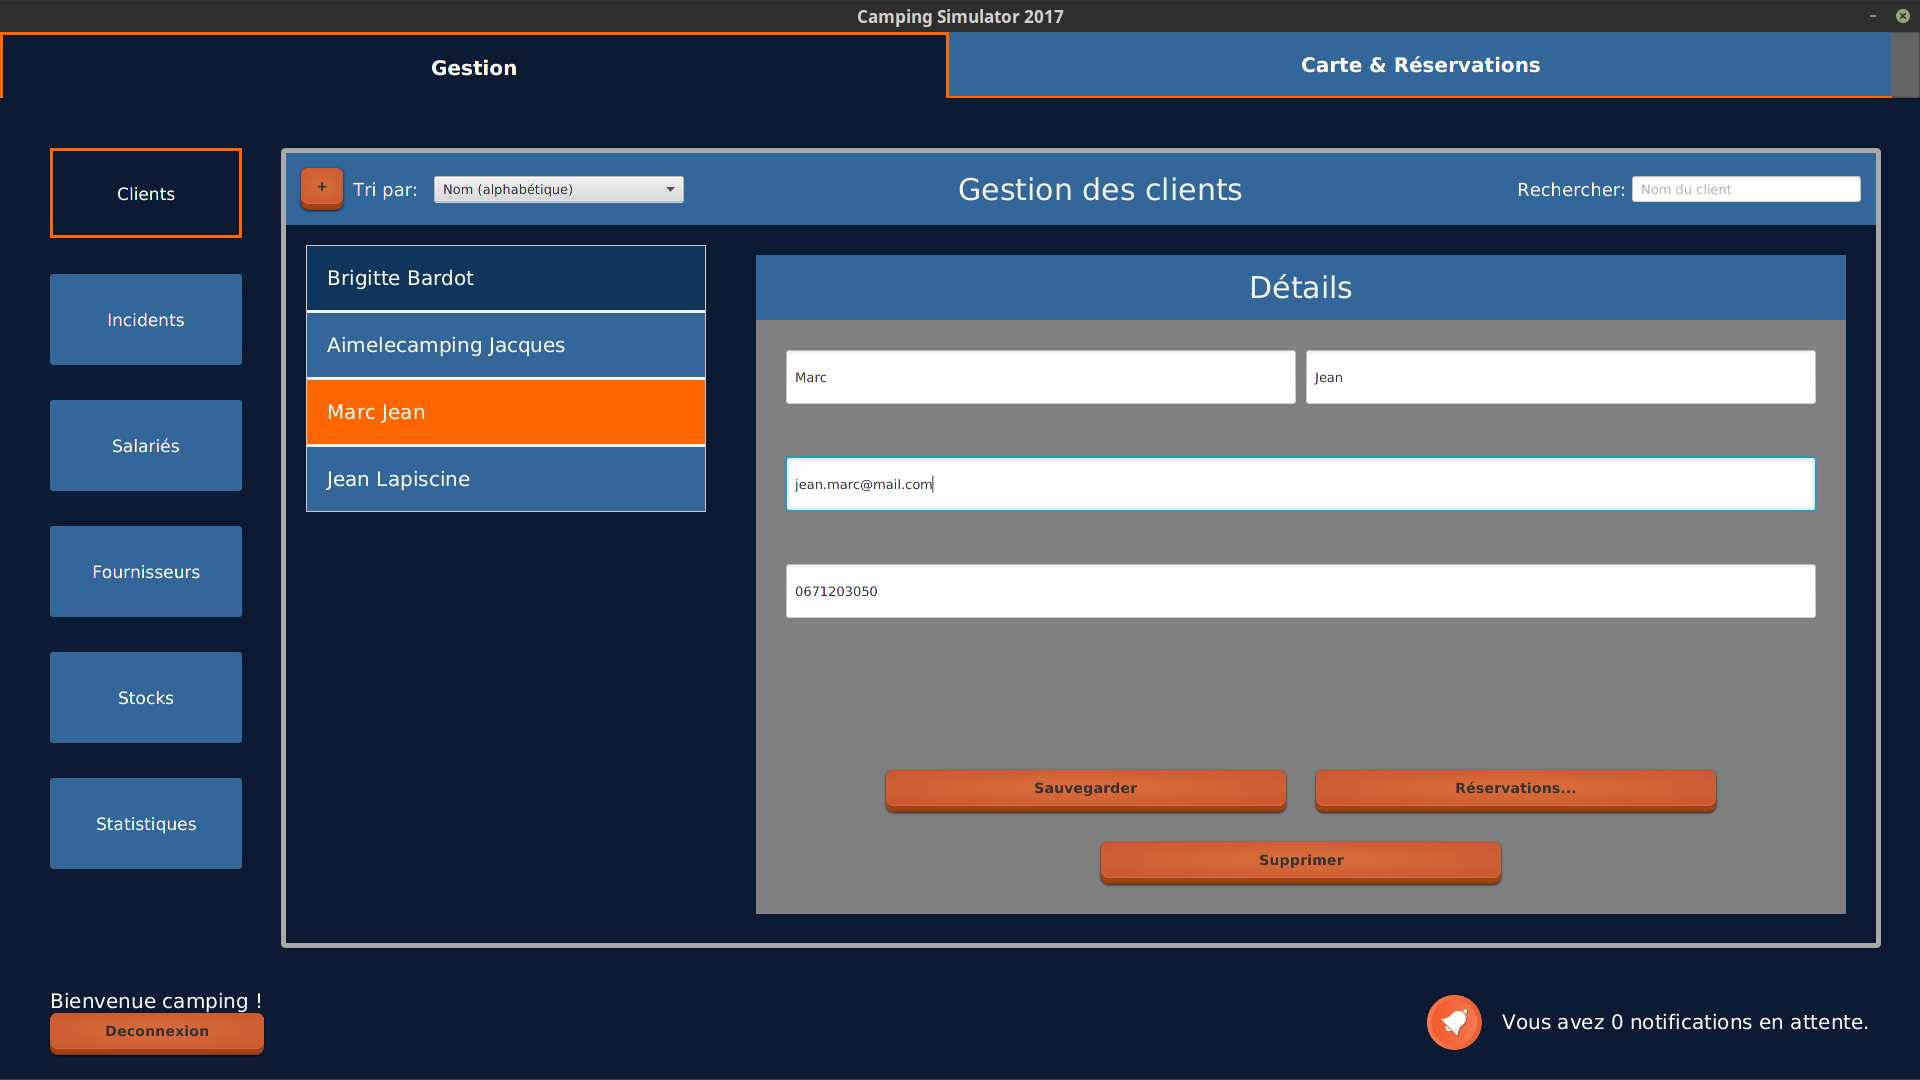 Camping Simulator 2017
Gestion
Carte & Réservations
Clients
Incidents
Salariés
Fournisseurs
Stocks
Statistiques
+ Tri par: Nom (alphabétique)
Gestion des clients
Rechercher: Nom du client
Brigitte Bardot
Aimelecamping Jacques
Marc Jean
Jean Lapiscine
Détails
Marc
Jean
jean.marc@mail.com
0671203050
Sauvegarder
Réservations...
Supprimer
Bienvenue camping !
Deconnexion
Vous avez 0 notifications en attente.